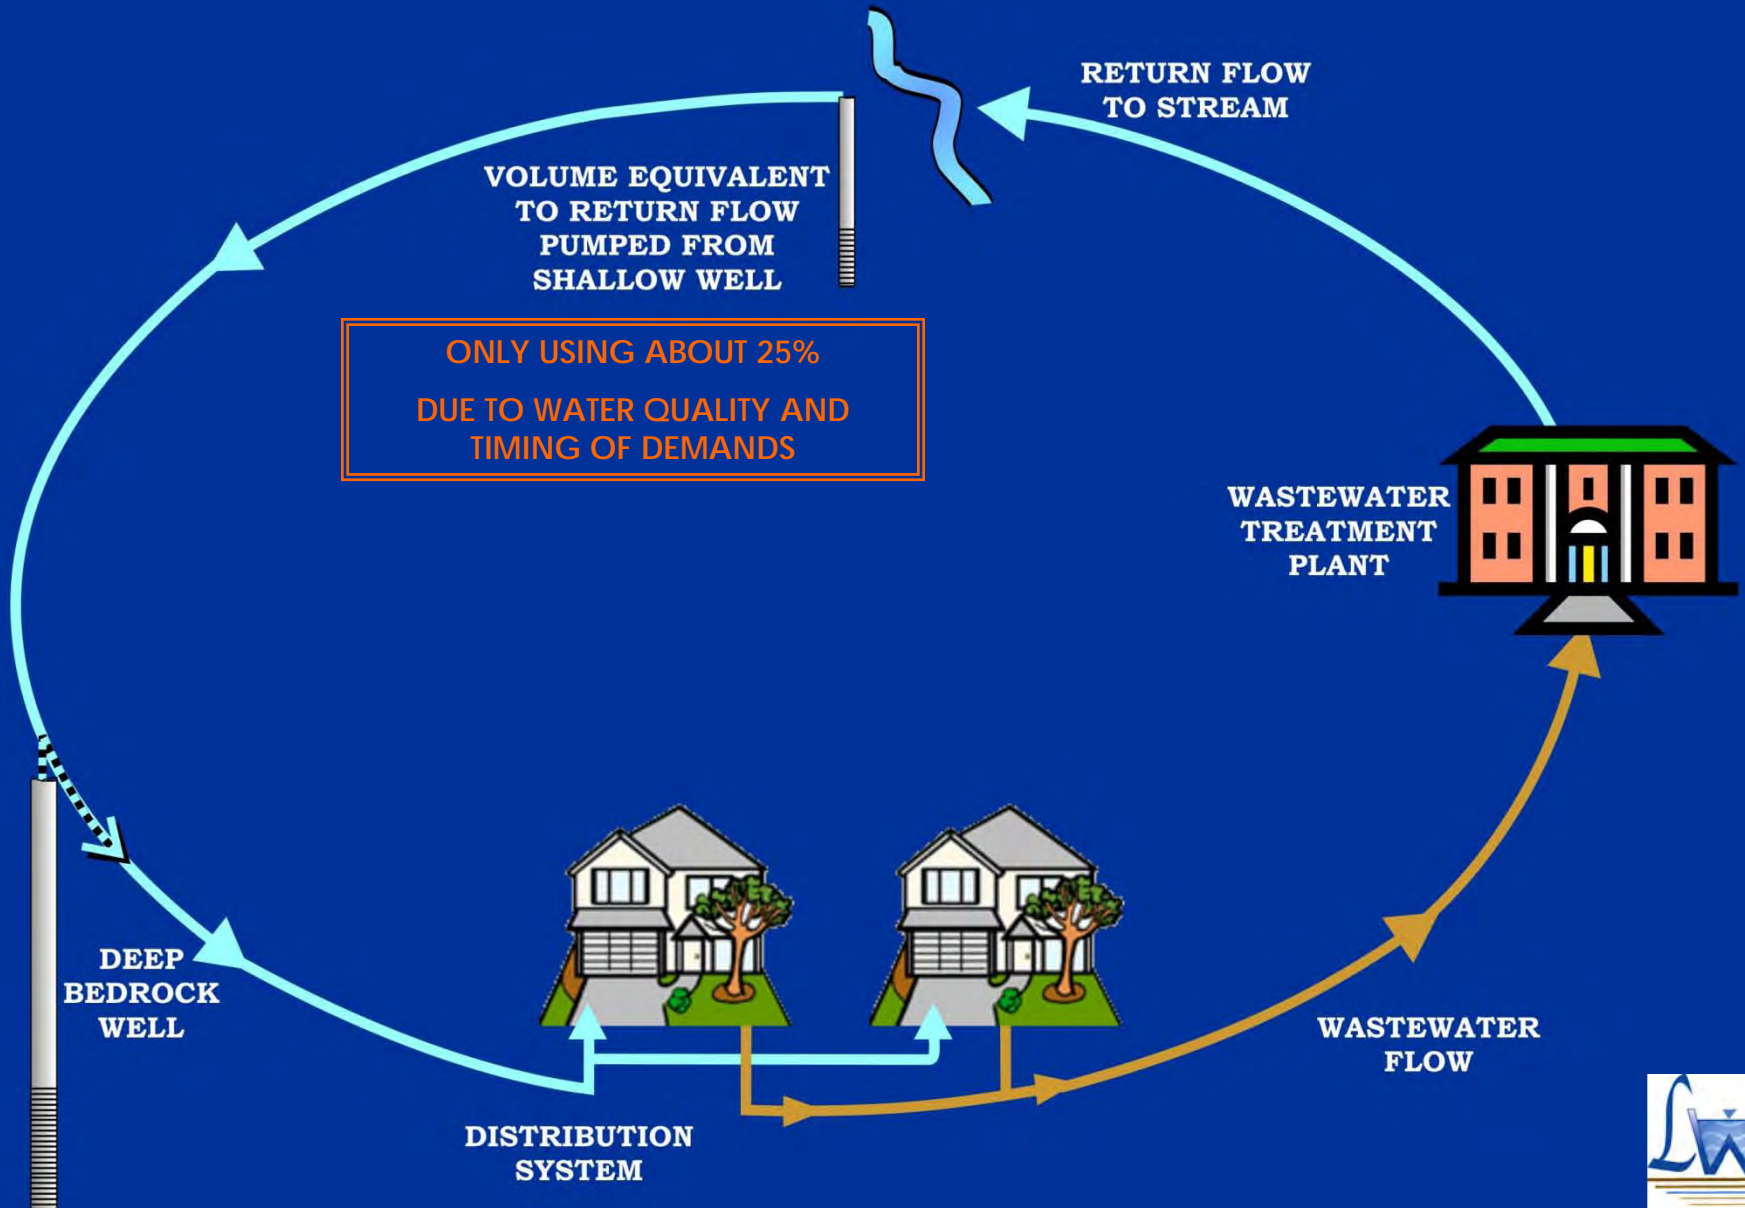 RETURN FLOW
TO STREAM
VOLUME EQUIVALENT
TO RETURN FLOW
PUMPED FROM
SHALLOW WELL
ONLY USING ABOUT 25%
DUE TO WATER QUALITY AND
TIMING OF DEMANDS
WASTEWATER
TREATMENT
PLANT
DEEP
BEDROCK
WELL
WASTEWATER
FLOW
DISTRIBUTION
SYSTEM
LW